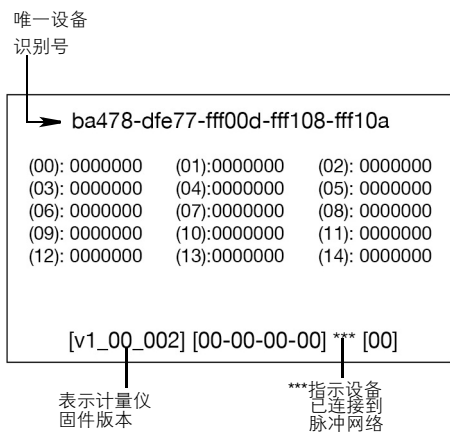 唯一设备
识别号
ba478-dfe77-fff00d-fff108-fff10a
(00): 0000000 (01):0000000 (02): 0000000
(03): 0000000 (04):0000000 (05): 0000000
(06): 0000000 (07):0000000 (08): 0000000
(09): 0000000 (10):0000000 (11): 0000000
(12): 0000000 (13):0000000 (14): 0000000
[v1_00_002] [00-00-00-00] *** [00]
表示计量仪
固件版本
***指示设备
已连接到
脉冲网络